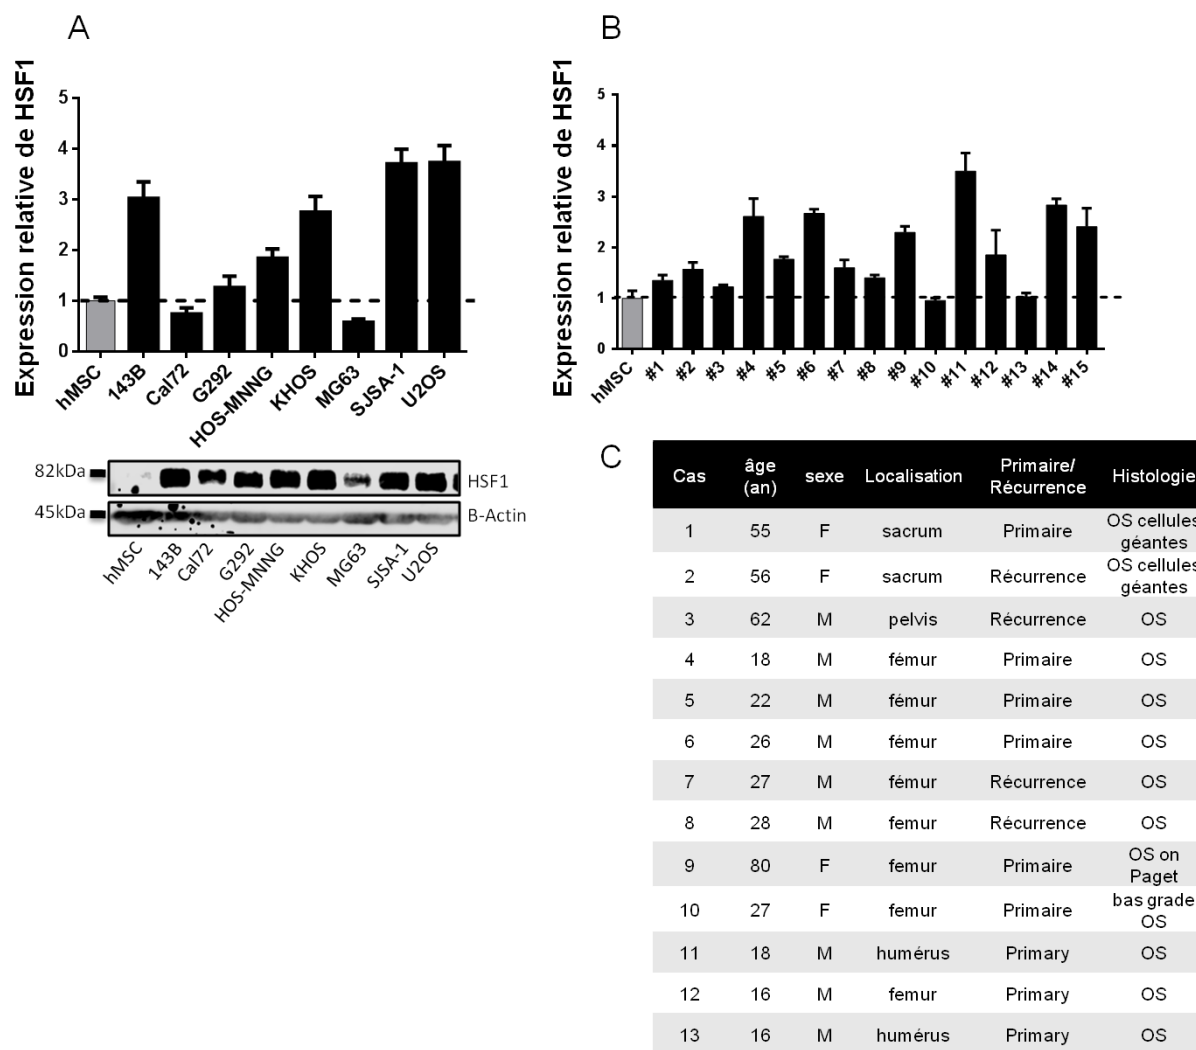 A
Expression relative de HSF1
5
4
3
2
1
0
hMSC
143B
Cal72
G292
HOS-MNNG
KHOS
MG63
SJSA-1
U2OS
82kDa
HSF1
45kDa
B-Actin
hMSC
143B
Cal72
G292
HOS-MNNG
KHOS
MG63
SJSA-1
U2OS
B
Expression relative de HSF1
5
4
3
2
1
0
hMSC
#1
#2
#3
#4
#5
#6
#7
#8
#9
#10
#11
#12
#13
#14
#15
C
Cas âge (an) sexe Localisation Primaire/ Récurrence Histologie
1 55 F sacrum Primaire OS cellules géantes
2 56 F sacrum Récurrence OS cellules géantes
3 62 M pelvis Récurrence OS
4 18 M fémur Primaire OS
5 22 M fémur Primaire OS
6 26 M fémur Primaire OS
7 27 M fémur Récurrence OS
8 28 M femur Récurrence OS
9 80 F femur Primaire OS on Paget
10 27 F femur Primaire bas grade OS
11 18 M humérus Primary OS
12 16 M femur Primary OS
13 16 M humérus Primary OS